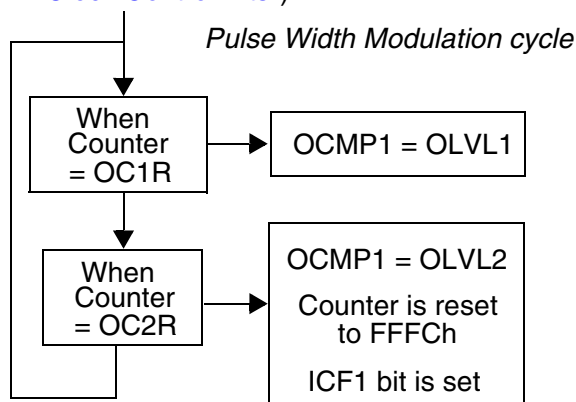 Pulse Width Modulation cycle
When
Counter
= OC1R
OCMP1 = OLVL1
When
Counter
= OC2R
OCMP1 = OLVL2
Counter is reset
to FFFCh
ICF1 bit is set